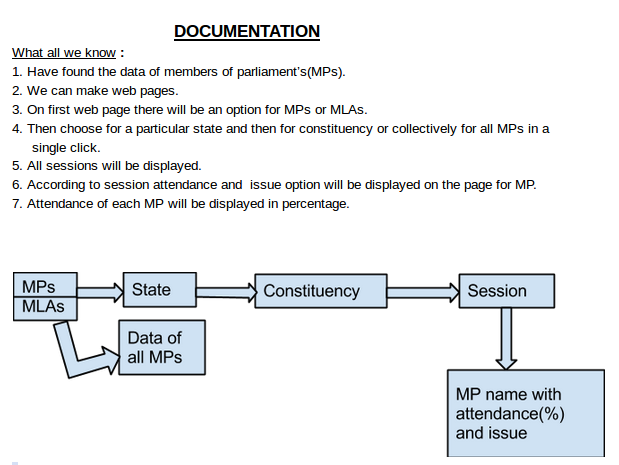 DOCUMENTATION
What all we know :
1. Have found the data of members of parliament's(MPs).
2. We can make web pages.
3. On first web page there will be an option for MPs or MLAs.
4. Then choose for a particular state and then for constituency or collectively for all MPs in a
single click.
5. All sessions will be displayed.
6. According to session attendance and  issue option will be displayed on the page for MP.
7. Attendance of each MP will be displayed in percentage.
MPs
MLAs
State
Constituency
Session
Data of
all MPs
MP name with
attendance(%)
and issue